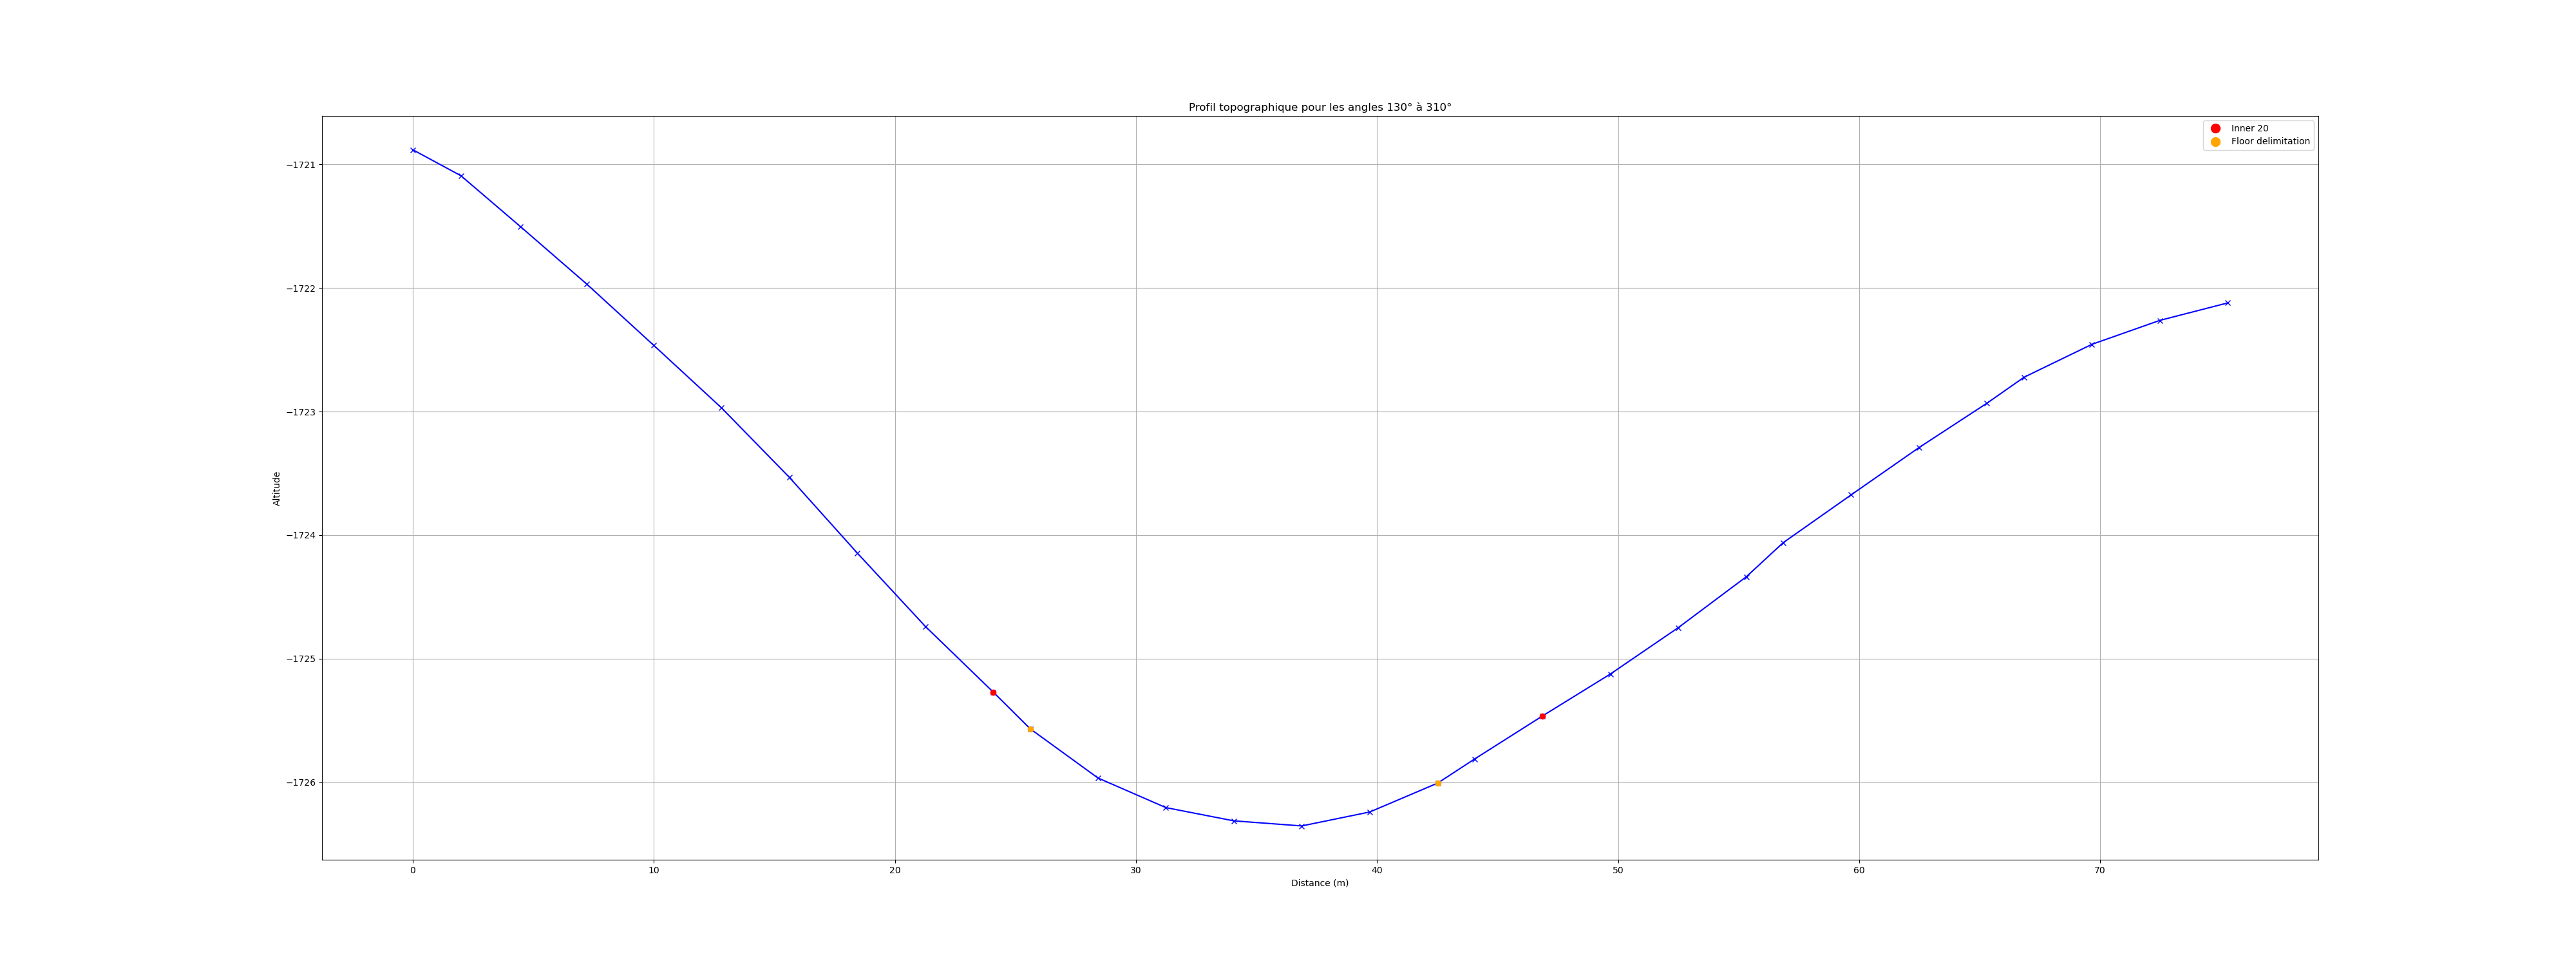 Profil topographique pour les angles 130° à 310°
Inner 20
Floor delimitation
−1721
−1722
−1723
−1724
−1725
−1726
Altitude
0 10 20 30 40 50 60 70
Distance (m)